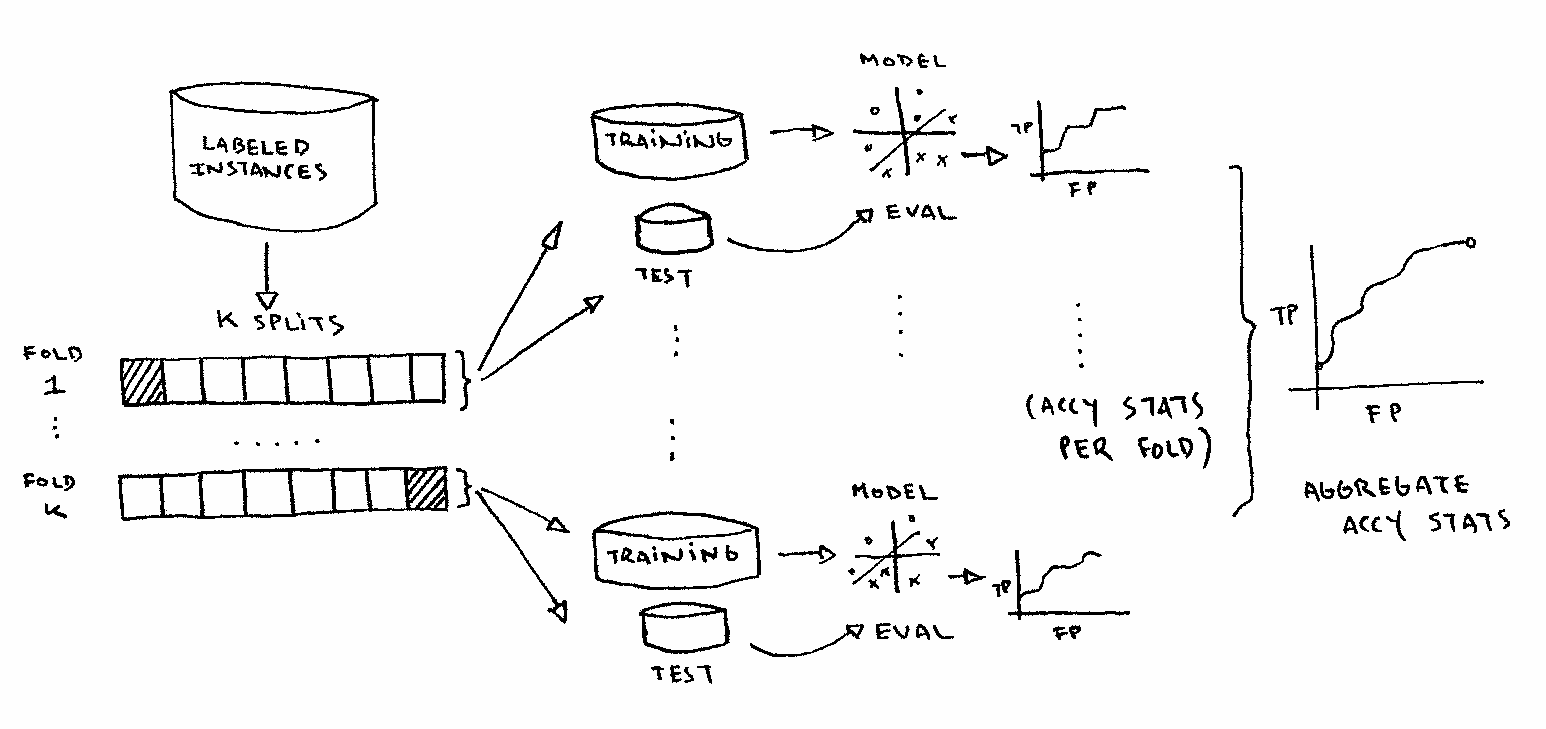 LABELED
INSTANCES
K SPLITS
FOLD
1
FOLD
K
TRAINING
TEST
MODEL
EVAL
TP
FP
(ACCY STATS
PER FOLD)
TRAINING
TEST
MODEL
EVAL
TP
FP
TP
FP
AGGREGATE
ACCY STATS